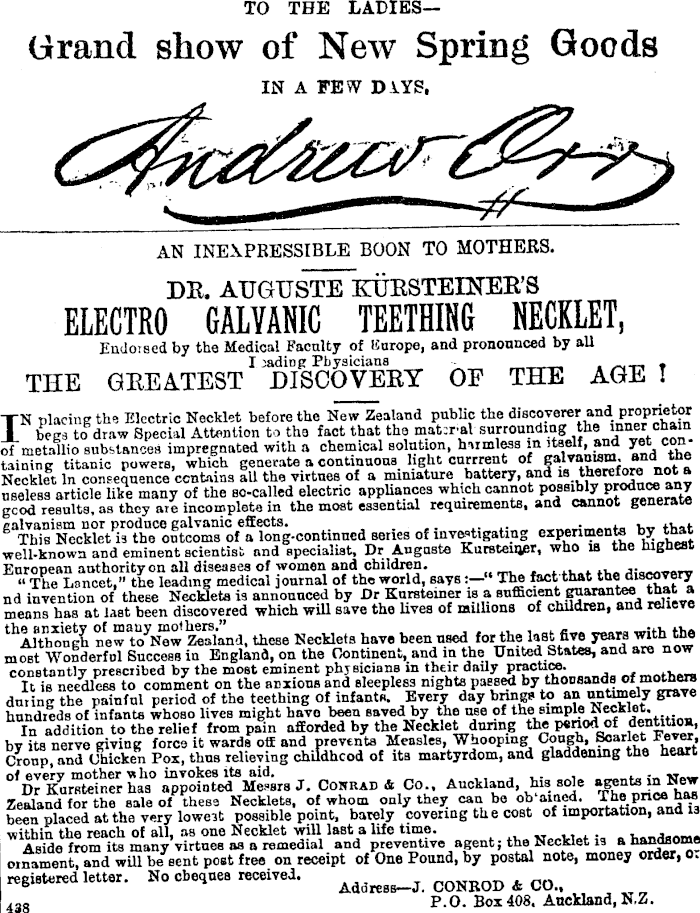 TO THE LADIES—
Grand show of New Spring Goods
IN A FEW DAYS.
Andrew Orr
AN INEXPRESSIBLE BOON TO MOTHERS.
DR. AUGUSTE KÜRSTEINER'S
ELECTRO GALVANIC TEETHING NECKLET,
Endorsed by the Medical Faculty of Europe, and pronounced by all
Leading Physicians
THE GREATEST DISCOVERY OF THE AGE!
IN placing the Electric Necklet before the New Zealand public the discoverer and proprietor
begs to draw Special Attention to the fact that the material surrounding the inner chain
of metallio substances impregnated with a chemical solution, harmless in itself, and yet con-
taining titanic powers, which generate a continuous light currrent of galvanism, and the
Necklet in consequence contains all the virtues of a miniature battery, and is therefore not a
useless article like many of the so-called electric appliances which cannot possibly produce any
good results, as they are incomplete in the most essential requirements, and cannot generate
galvanism nor produce galvanic effects.
This Necklet is the outcoms of a long-continued series of investigating experiments by that
well-known and eminent scientist and specialist, Dr Auguste Kursteiner, who is the highest
European authority on all diseases of women and children.
"The Lancet," the leading medical journal of the world, says:—"The fact that the discovery
nd invention of these Necklets is announced by Dr Kursteiner is a sufficient guarantee that a
means has at last been discovered which will save the lives of millions of children, and relieve
the anxiety of many mothers."
Although new to New Zealand, these Necklets have been used for the last five years with the
most Wonderful Success in England, on the Continent, and in the United States, and are now
constantly prescribed by the most eminent physicians in their daily practice.
It is needless to comment on the anxious and sleepless nights passed by thousands of mothers
during the painful period of the teething of infants. Every day brings to an untimely grave
hundreds of infants whoso lives might have been saved by the use of the simple Necklet.
In addition to the relief from pain afforded by the Necklet during the period of dentition,
by its nerve giving force it wards off and prevents Measles, Whooping Cough, Scarlet Fever,
Croup, and Chicken Pox, thus relieving childhood of its martyrdom, and gladdening the heart
of every mother who invokes its aid.
Dr Kursteiner has appointed Messrs J. CONRAD & Co., Auckland, his sole agents in New
Zealand for the sale of these Necklets, of whom only they can be obtained. The price has
been placed at the very lowest possible point, barely covering the cost of importation, and is
within the reach of all, as one Necklet will last a life time.
Aside from its many virtues as a remedial and preventive agent; the Necklet is a handsome
ornament, and will be sent post free on receipt of One Pound, by postal note, money order, or
registered letter. No cheques received.
Address—J. CONROD & CO.,
P.O. Box 408, Auckland, N.Z.
438